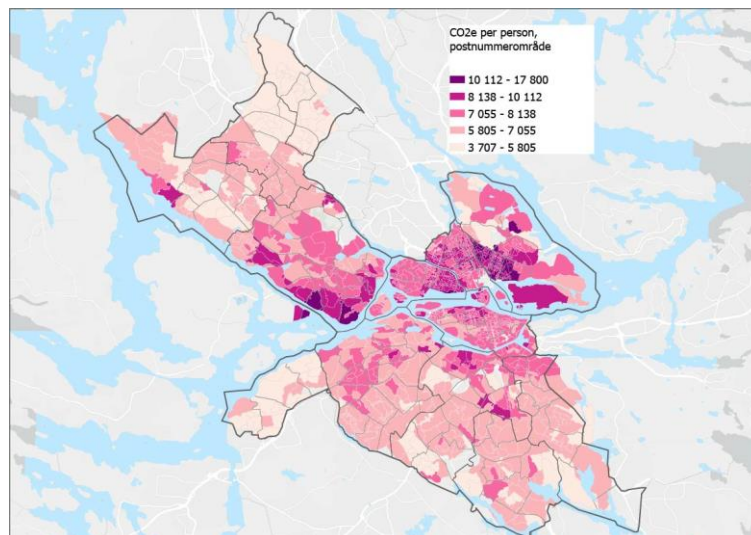 CO2e per person,
postnummerområde
10 112 - 17 800
8 138 - 10 112
7 055 - 8 138
5 805 - 7 055
3 707 - 5 805